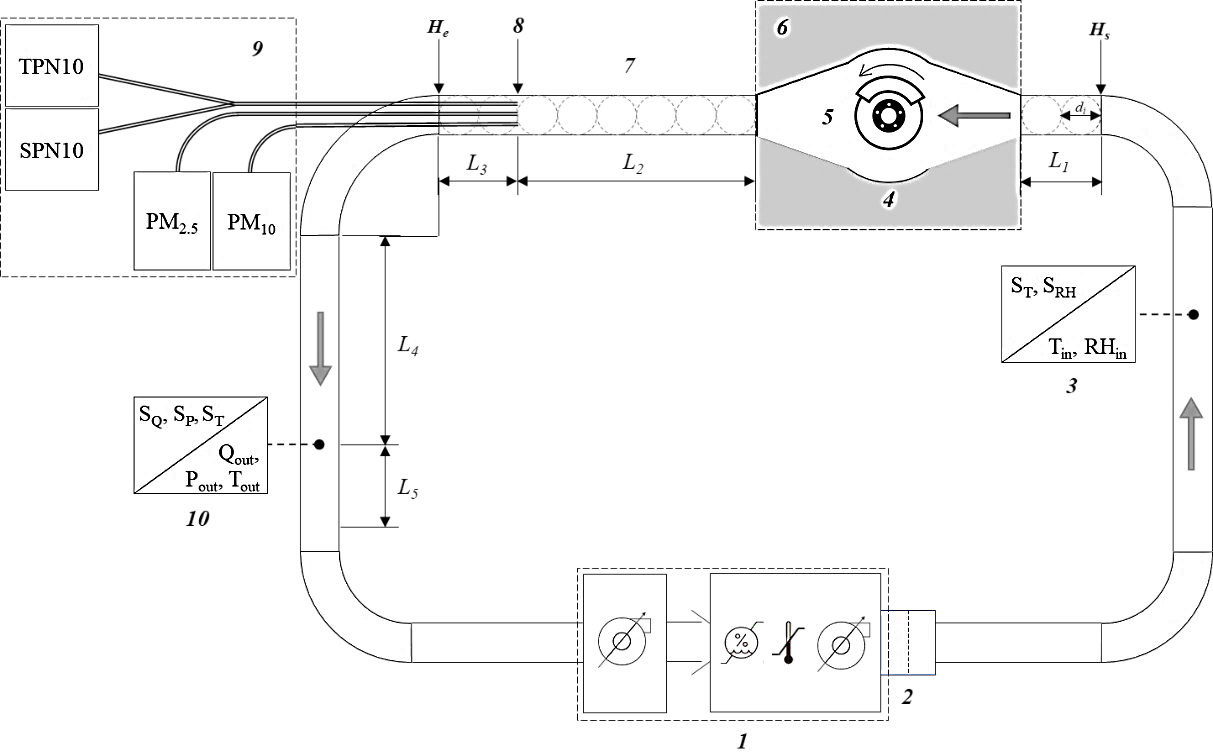 9
TPN10
SPN10
PM2.5
PM10
He
8
7
6
5
4
Hs
di
L3
L2
L1
ST, SRH
Tin, RHin
3
L4
SQ, SP, ST
Qout,
Pout, Tout
10
L5
%
2
1